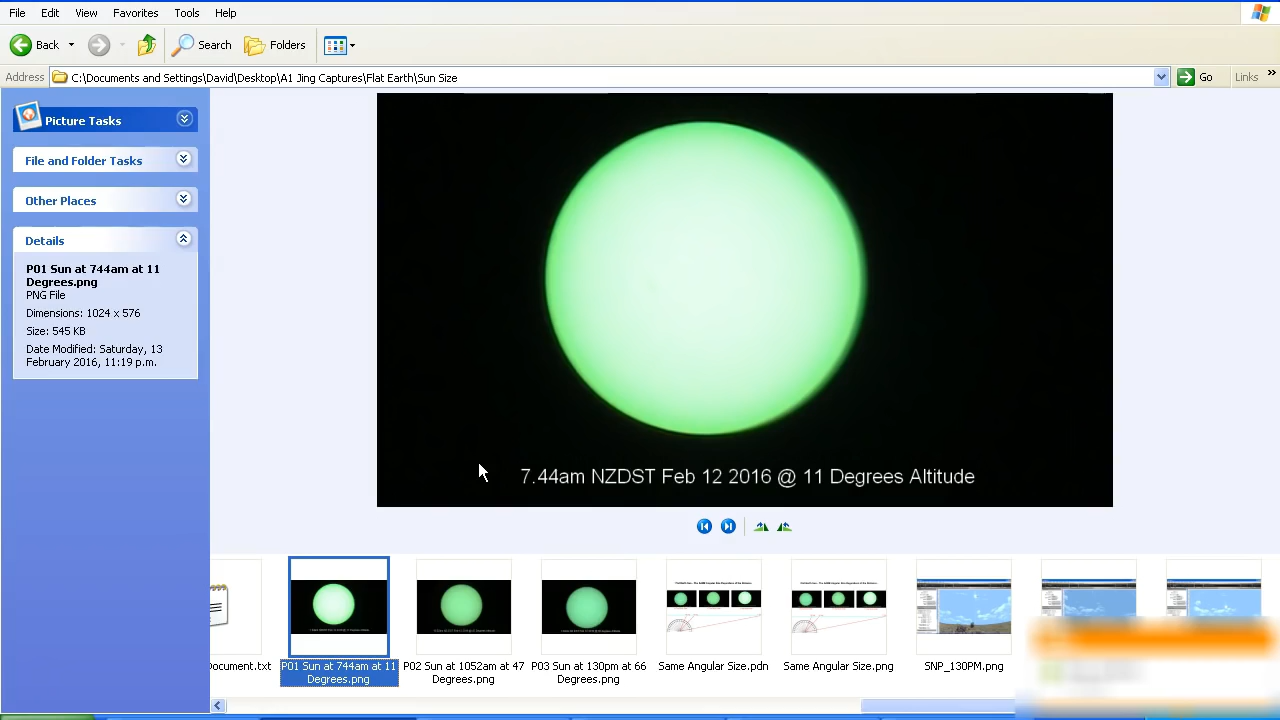 File Edit View Favorites Tools Help
Back Search Folders
Address C:\Documents and Settings\David\Desktop\A1 Jing Captures\Flat Earth\Sun Size Go Links »
Picture Tasks
File and Folder Tasks
Other Places
Details
P01 Sun at 744am at 11
Degrees.png
PNG File
Dimensions: 1024 x 576
Size: 545 KB
Date Modified: Saturday, 13
February 2016, 11:19 p.m.
7.44am NZDST Feb 12 2016 @ 11 Degrees Altitude
Document.txt
P01 Sun at 744am at 11
Degrees.png
P02 Sun at 1052am at 47
Degrees.png
P03 Sun at 130pm at 66
Degrees.png
Same Angular Size.pdn
Same Angular Size.png
SNP_130PM.png